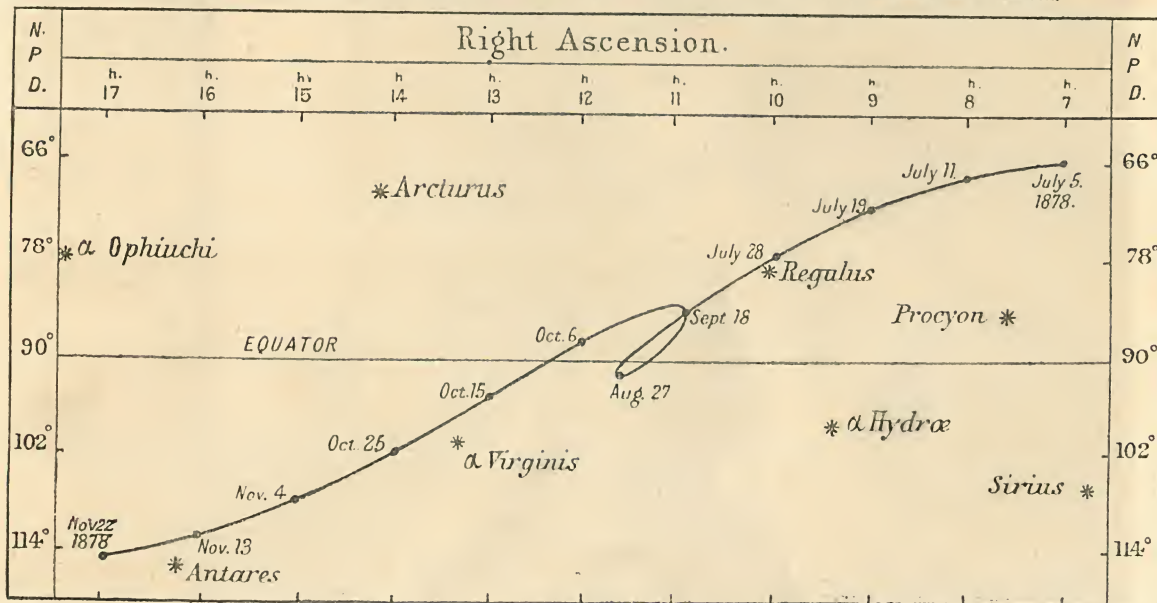 N.
P
D.
Right Ascension.
N
P
D.
h. h. h. h h. h. h. h. h. h. h.
17 16 15 14 13 12 11 10 9 8 7
66°
66°
July 11.
July 5.
1878.
Arcturus
July 19
78°
α Ophiuchi
July 28
78°
Regulus
Sept 18
Procyon
Oct. 6
90°
EQUATOR
90°
Aug. 27
Oct. 15
α Hydræ
102°
Oct. 25
α Virginis
102°
Sirius
Nov. 4
Nov 22
1878
114°
Nov. 13
114°
Antares